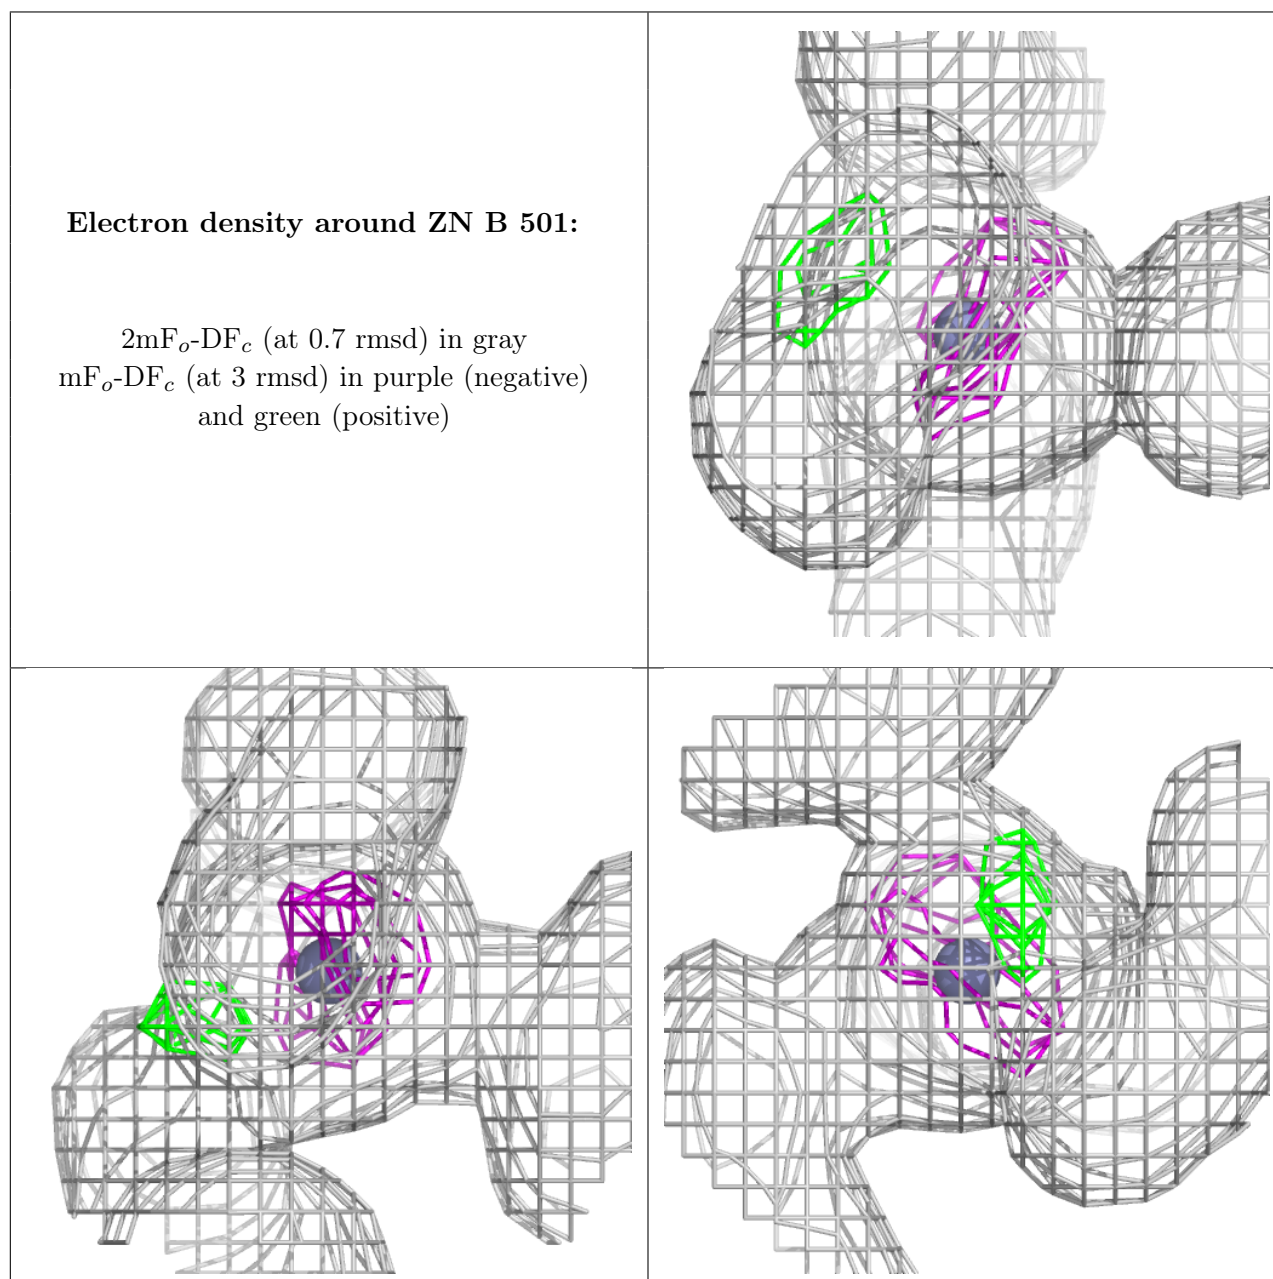 Electron density around ZN B 501:
2mFo-DFc (at 0.7 rmsd) in gray
mFo-DFc (at 3 rmsd) in purple (negative)
and green (positive)